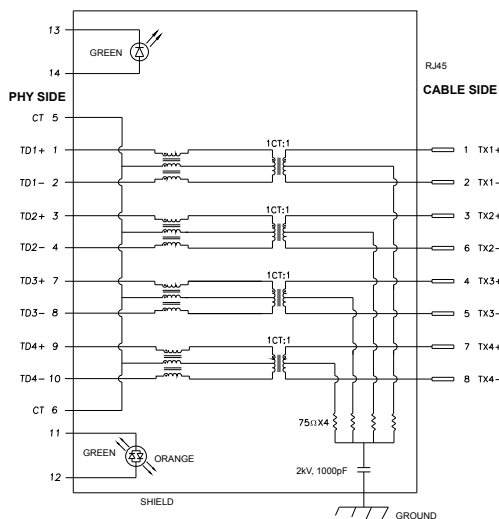 13
GREEN
14
RJ45
PHY SIDE
CABLE SIDE
CT 5
1CT:1
TD1+ 1
1 TX1+
TD1- 2
2 TX1-
1CT:1
TD2+ 3
3 TX2+
TD2- 4
6 TX2-
1CT:1
TD3+ 7
4 TX3+
TD3- 8
5 TX3-
1CT:1
TD4+ 9
7 TX4+
TD4- 10
8 TX4-
CT 6
75ΩX4
11
GREEN ORANGE
12
2kV, 1000pF
SHIELD
GROUND